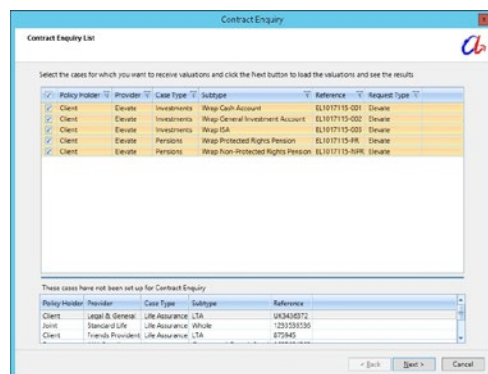 Contract Enquiry
Contract Enquiry List
Select the cases for which you want to receive valuations and click the Next button to load the valuations and see the results
Policy Holder Provider Case Type Subtype Reference Request Type
Client Elevate Investments Wrap Cash Account EL1017115-001 Elevate
Client Elevate Investments Wrap General Investment Account EL1017115-002 Elevate
Client Elevate Investments Wrap ISA EL1017115-003 Elevate
Client Elevate Pensions Wrap Protected Rights Pension EL1017115-PR Elevate
Client Elevate Pensions Wrap Non-Protected Rights Pension EL1017115-NPR Elevate
These cases have not been set up for Contract Enquiry
Policy Holder Provider Case Type Subtype Reference
Client Legal & General Life Assurance LTA
Joint Standard Life Life Assurance Whole
Client Friends Provident Life Assurance LTA
< Back Next > Cancel